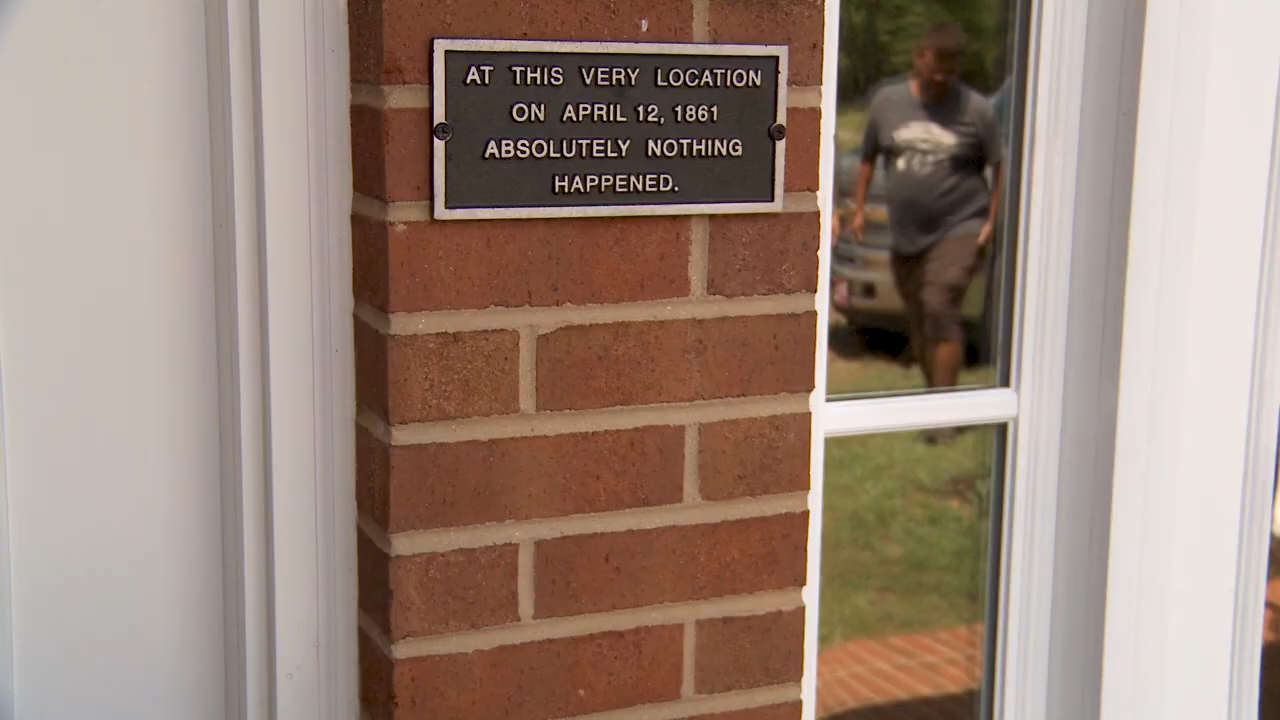 AT THIS VERY LOCATION
ON APRIL 12, 1861
ABSOLUTELY NOTHING
HAPPENED.